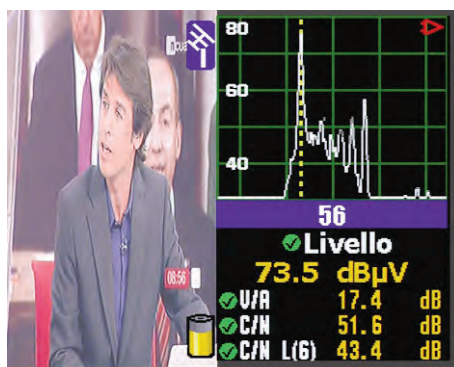 80
60
40
56
Livello
73.5 dBµV
V/A 17.4 dB
C/N 51.6 dB
C/N L(6) 43.4 dB
08:56